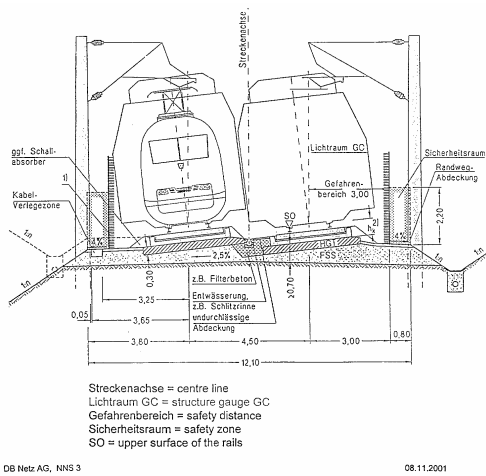 Streckenachse
ggf. Schall-
absorber
1)
Kabel-
Verlegezone
Lichtraum GC
Gefahren-
bereich 3,00
Sicherheitsraum
Randweg-
Abdeckung
2,20
SO
2)
4%
4%
1:n
1:n
1:n
1:n
HGT
FSS
2,5%
0,30
≥0,70
z.B. Filterbeton
Entwässerung,
z.B. Schlitzrinne
undurchlässige
Abdeckung
3,25
0,05
3,65
3,80
4,50
3,00
0,80
12,10
Streckenachse = centre line
Lichtraum GC = structure gauge GC
Gefahrenbereich = safety distance
Sicherheitsraum = safety zone
SO = upper surface of the rails
DB Netz AG, NNS 3
08.11.2001